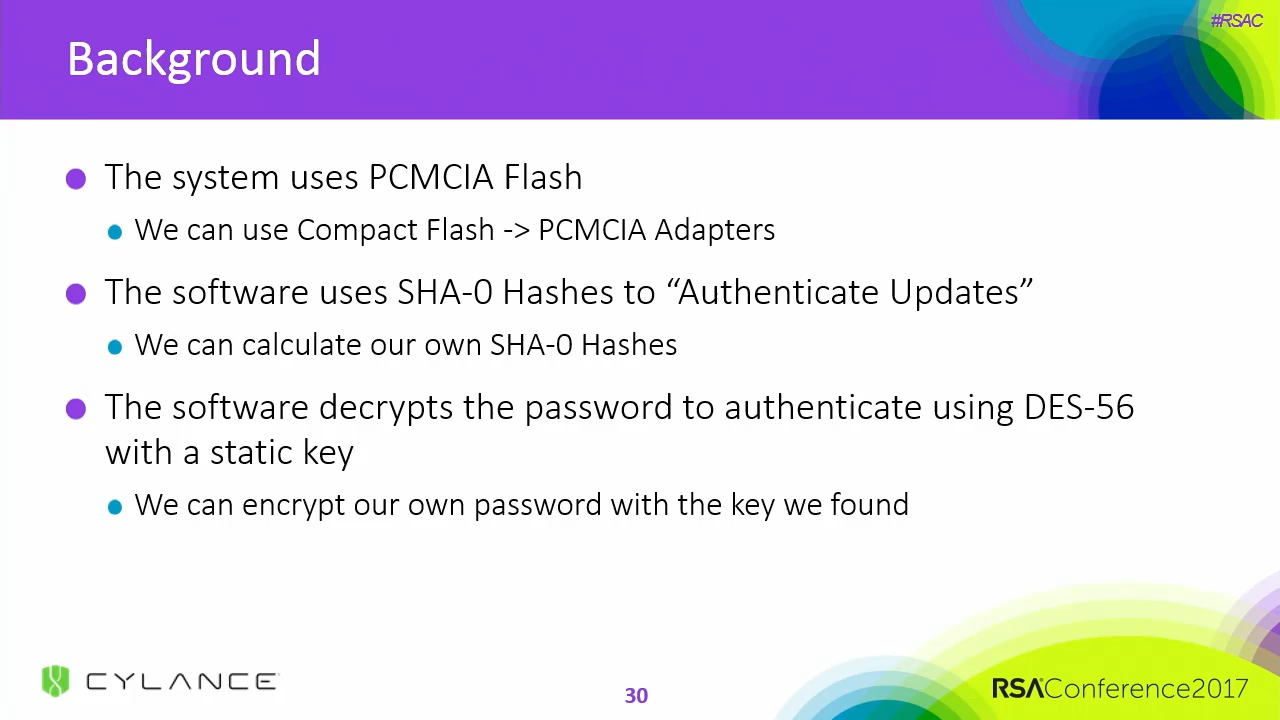 #RSAC
Background
The system uses PCMCIA Flash
We can use Compact Flash -> PCMCIA Adapters
The software uses SHA-0 Hashes to “Authenticate Updates”
We can calculate our own SHA-0 Hashes
The software decrypts the password to authenticate using DES-56
with a static key
We can encrypt our own password with the key we found
CYLANCE
30
RSAConference2017